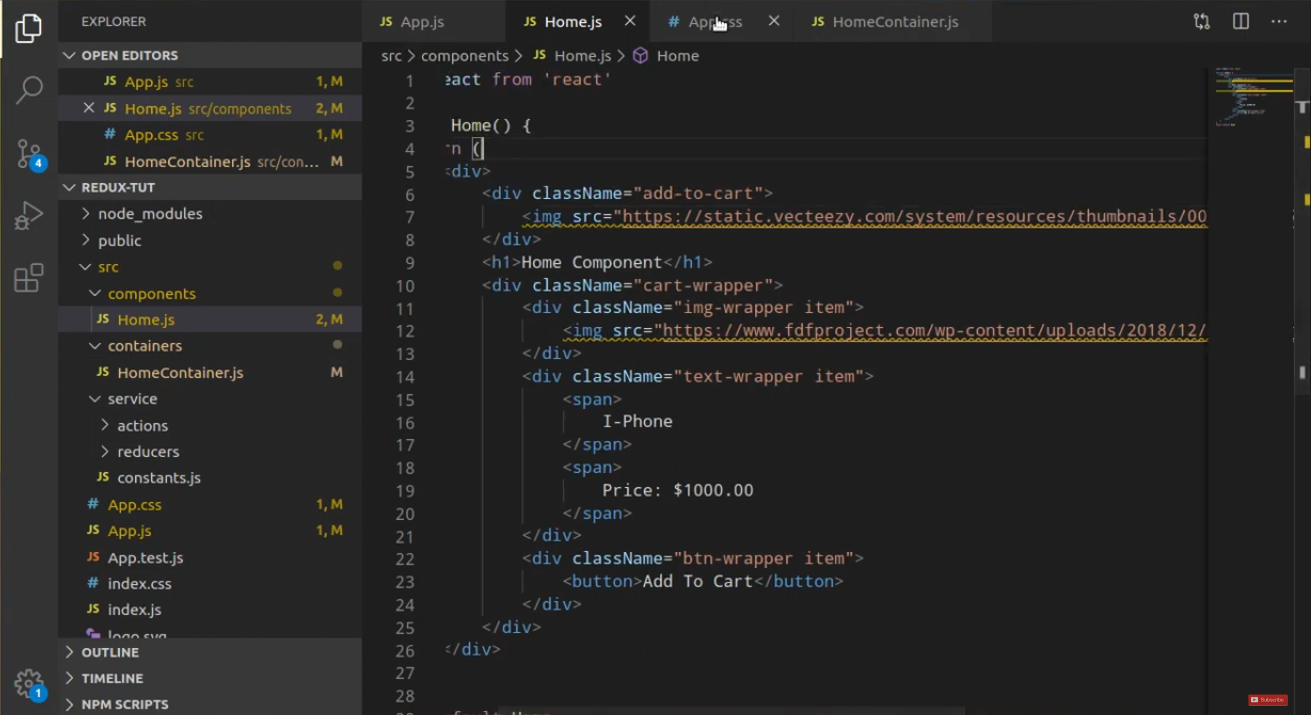 EXPLORER
OPEN EDITORS
JS App.js src 1, M
JS Home.js src/components 2, M
# App.css src 1, M
JS HomeContainer.js src/con... M
REDUX-TUT
node_modules
public
src
components
JS Home.js 2, M
containers
JS HomeContainer.js M
service
actions
reducers
JS constants.js
# App.css 1, M
JS App.js 1, M
JS App.test.js
# index.css
JS index.js
logo.svg
OUTLINE
TIMELINE
NPM SCRIPTS
4
1
JS App.js JS Home.js # App.css JS HomeContainer.js
src > components > JS Home.js > Home
1 eact from 'react'
2
3 Home() {
4 n (
5 <div>
6 <div className="add-to-cart">
7 <img src="https://static.vecteezy.com/system/resources/thumbnails/00
8 </div>
9 <h1>Home Component</h1>
10 <div className="cart-wrapper">
11 <div className="img-wrapper item">
12 <img src="https://www.fdfproject.com/wp-content/uploads/2018/12/
13 </div>
14 <div className="text-wrapper item">
15 <span>
16 I-Phone
17 </span>
18 <span>
19 Price: $1000.00
20 </span>
21 </div>
22 <div className="btn-wrapper item">
23 <button>Add To Cart</button>
24 </div>
25 </div>
26 </div>
27
28
Subscribe